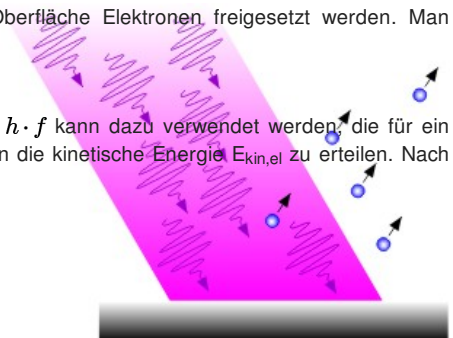 Oberfläche Elektronen freigesetzt werden. Man
h · f kann dazu verwendet werden, die für ein
n die kinetische Energie Ekin,el zu erteilen. Nach